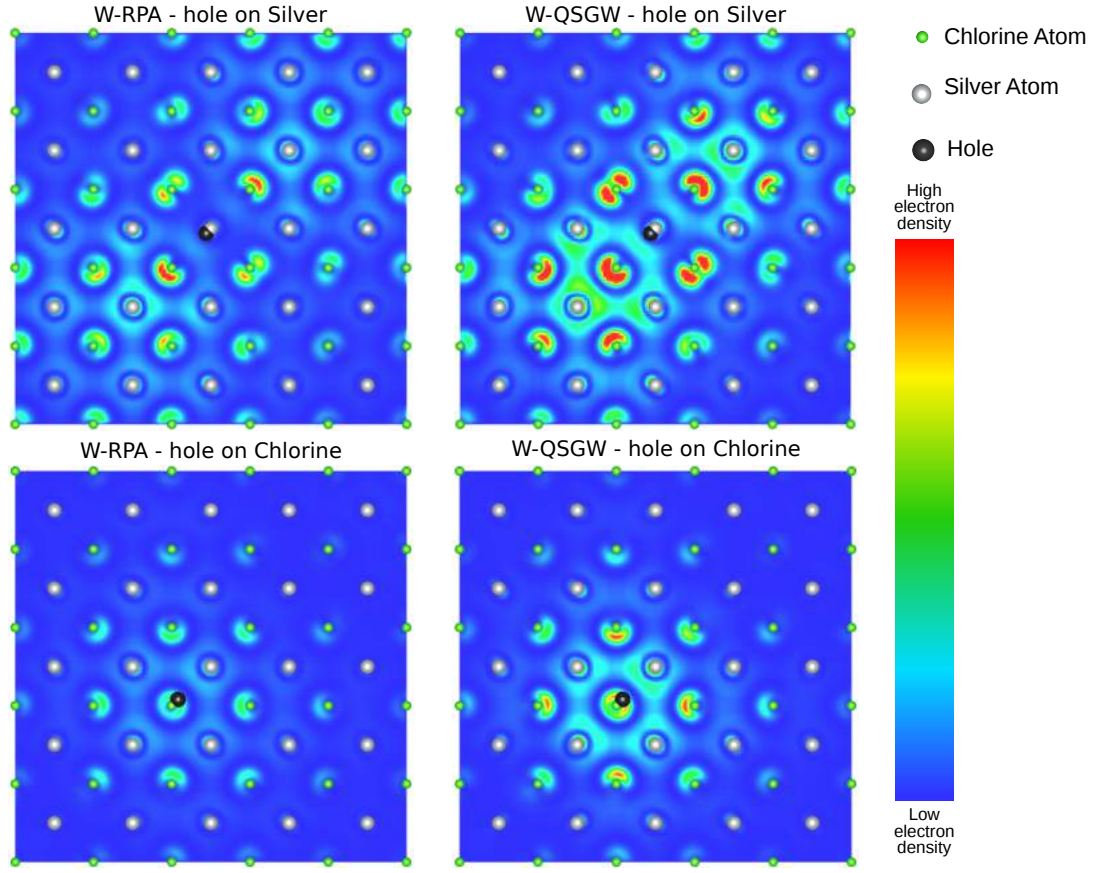 W-RPA - hole on Silver
W-QSGW - hole on Silver
Chlorine Atom
Silver Atom
Hole
High
electron
density
W-RPA - hole on Chlorine
W-QSGW - hole on Chlorine
Low
electron
density